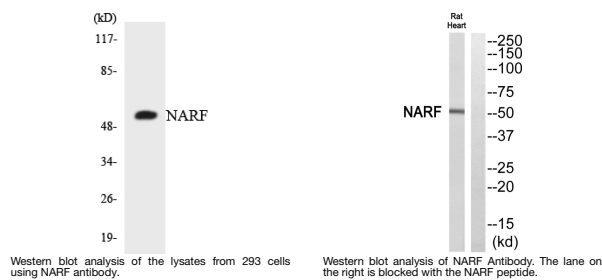 (kD)
117-
85-
48-
34-
26-
19-
NARF
Western blot analysis of the lysates from 293 cells
using NARF antibody.
Rat
Heart
NARF
--250
--150
--100
--75
--50
--37
--25
--20
--15
(kd)
Western blot analysis of NARF Antibody. The lane on
the right is blocked with the NARF peptide.